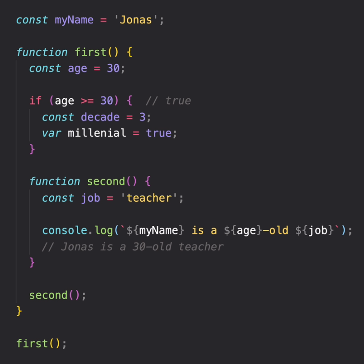 const myName = 'Jonas';
function first() {
const age = 30;
if (age >= 30) { // true
const decade = 3;
var millenial = true;
}
function second() {
const job = 'teacher';
console.log(`${myName} is a ${age}-old ${job}`);
// Jonas is a 30-old teacher
}
second();
}
first();